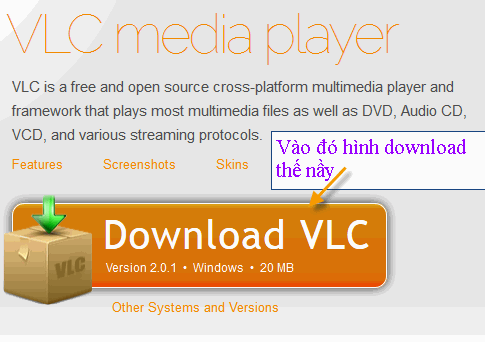 VLC media player
VLC is a free and open source cross-platform multimedia player and
framework that plays most multimedia files as well as DVD, Audio CD,
VCD, and various streaming protocols.
Features Screenshots Skins
Vào đó hình download
thế nầy
Download VLC
Version 2.0.1 • Windows • 20 MB
VLC
Other Systems and Versions